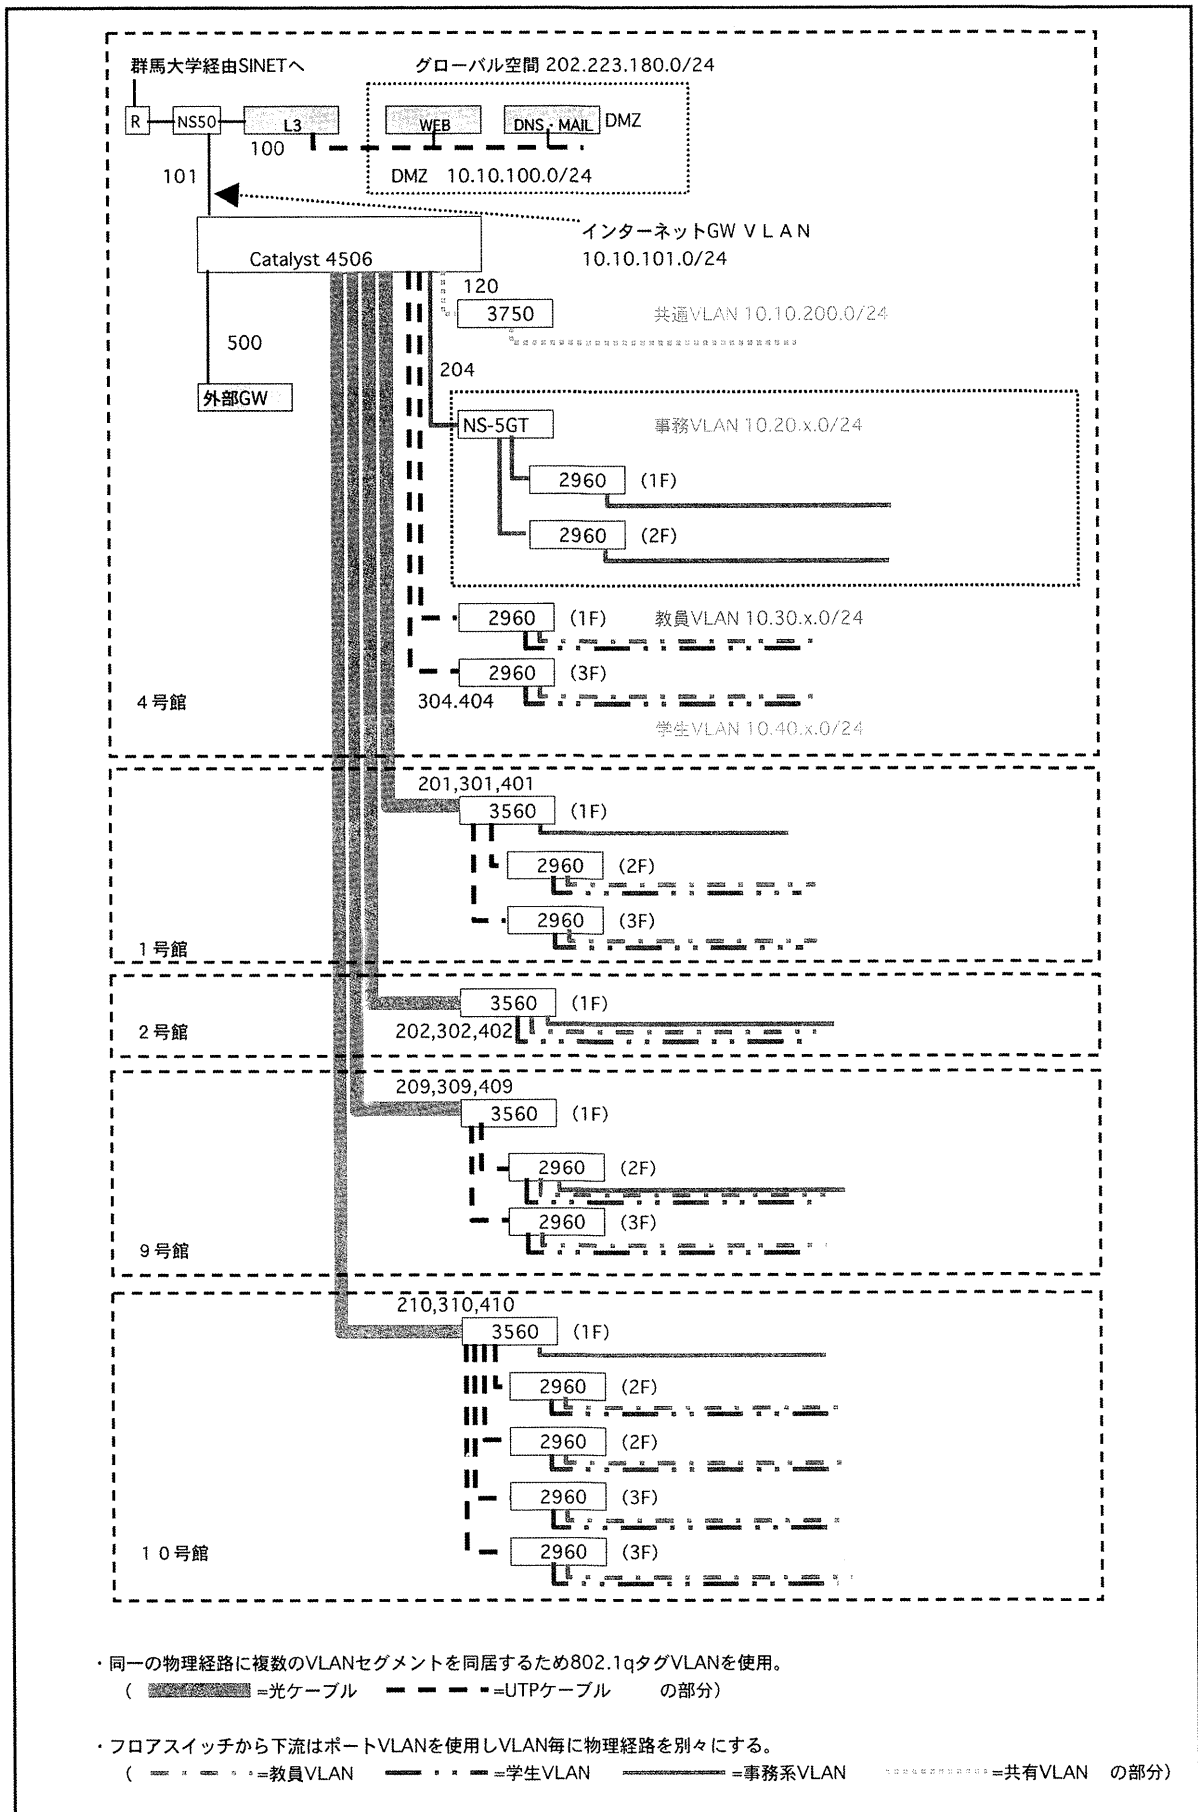 群馬大学経由SINETへ
グローバル空間 202.223.180.0/24
R
NS50
L3
WEB
DNS・MAIL
DMZ
100
DMZ 10.10.100.0/24
101
インターネットGW VLAN
10.10.101.0/24
Catalyst 4506
120
3750
共通VLAN 10.10.200.0/24
500
204
外部GW
NS-5GT
事務VLAN 10.20.x.0/24
2960 (1F)
2960 (2F)
2960 (1F)
教員VLAN 10.30.x.0/24
2960 (3F)
4号館
304.404
学生VLAN 10.40.x.0/24
201,301,401
3560 (1F)
2960 (2F)
2960 (3F)
1号館
3560 (1F)
2号館
202,302,402
209,309,409
3560 (1F)
2960 (2F)
2960 (3F)
9号館
210,310,410
3560 (1F)
2960 (2F)
2960 (2F)
2960 (3F)
2960 (3F)
10号館
・同一の物理経路に複数のVLANセグメントを同居するため802.1qタグVLANを使用。
( =光ケーブル =UTPケーブル の部分)
・フロアスイッチから下流はポートVLANを使用しVLAN毎に物理経路を別々にする。
( =教員VLAN =学生VLAN =事務系VLAN =共有VLAN の部分)